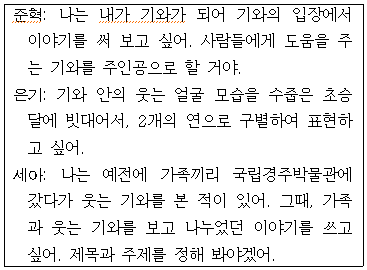 준혁: 나는 내가 기와가 되어 기와의 입장에서
이야기를 써 보고 싶어. 사람들에게 도움을 주
는 기와를 주인공으로 할 거야.
은기: 기와 안의 웃는 얼굴 모습을 수줍은 초승
달에 빗대어서, 2개의 연으로 구별하여 표현하
고 싶어.
세아: 나는 예전에 가족끼리 국립경주박물관에
갔다가 웃는 기와를 본 적이 있어. 그때, 가족
과 웃는 기와를 보고 나누었던 이야기를 쓰고
싶어. 제목과 주제를 정해 봐야겠어.